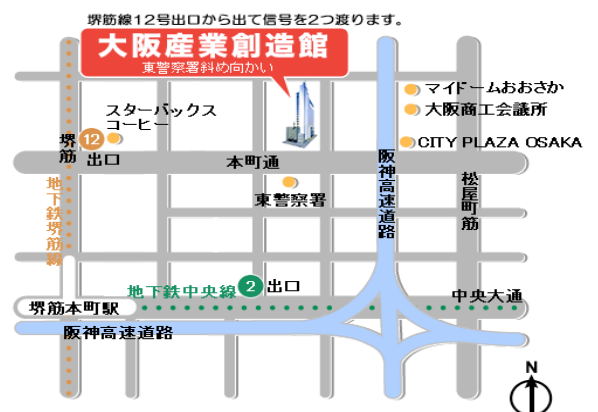 堺筋線12号出口から出て信号を2つ渡ります。
大阪産業創造館
東警察署斜め向かい
マイドームおおさか
大阪商工会議所
CITY PLAZA OSAKA
スターバックス
コーヒー
堺筋
12
出口
本町通
東警察署
阪神高速道路
松屋町筋
地下鉄堺筋線
地下鉄中央線
2
出口
中央大通
堺筋本町駅
阪神高速道路
N